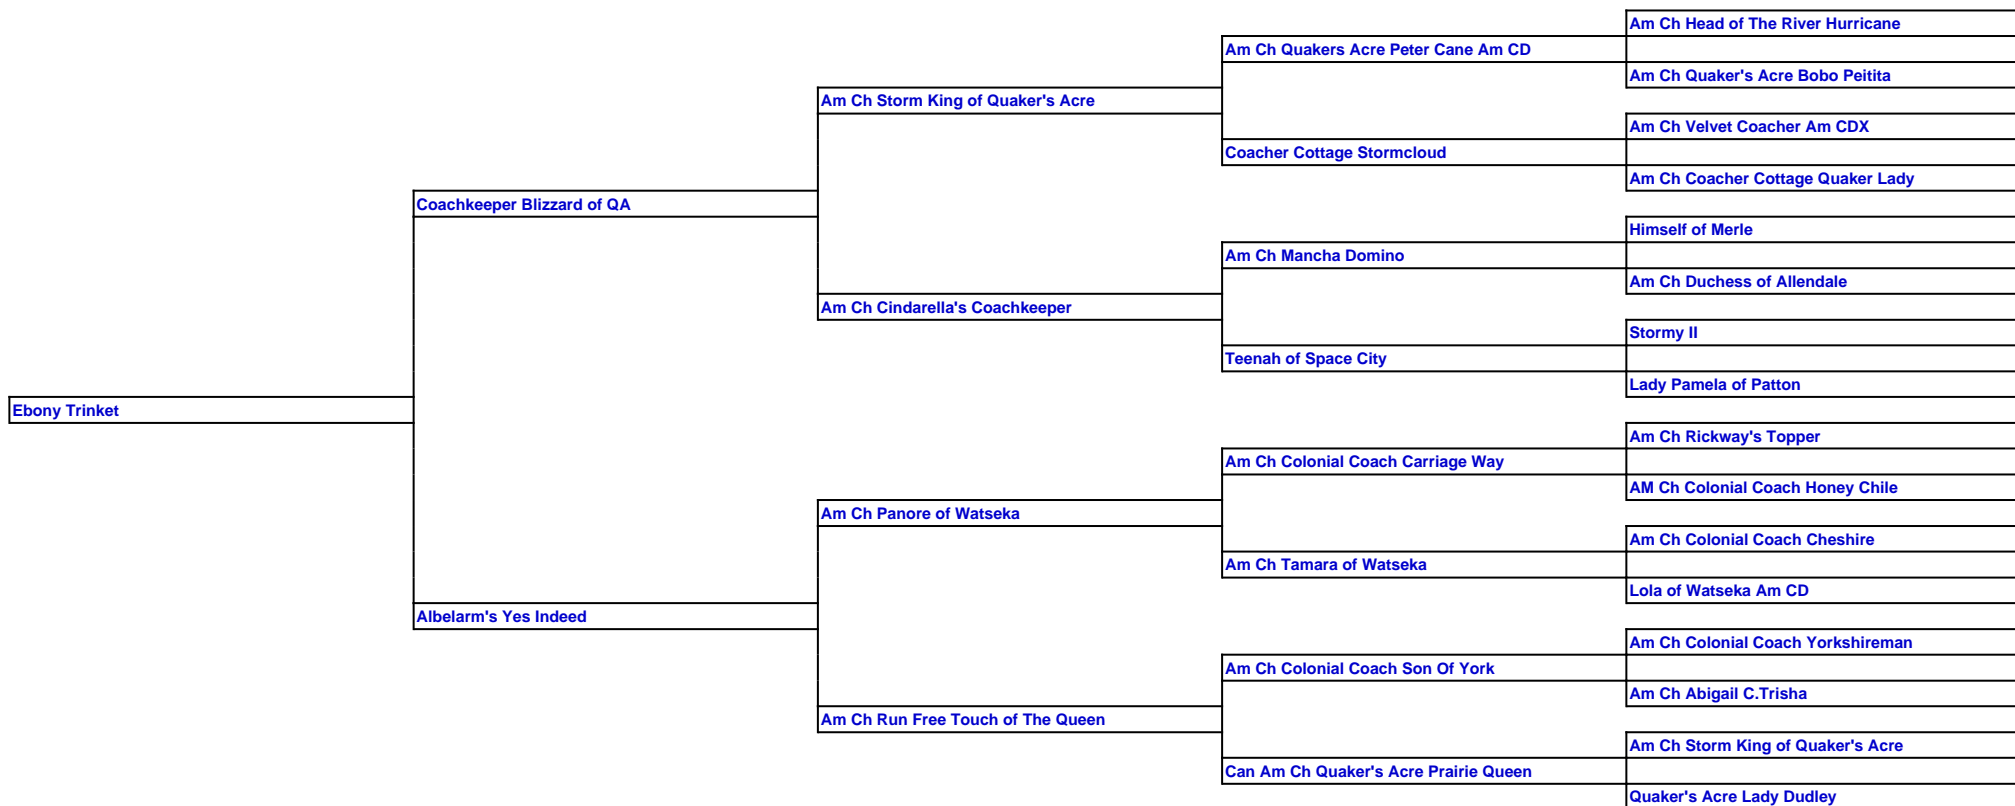 Am Ch Head of The River Hurricane
Am Ch Quakers Acre Peter Cane Am CD
Am Ch Quaker's Acre Bobo Peitita
Am Ch Storm King of Quaker's Acre
Am Ch Velvet Coacher Am CDX
Coacher Cottage Stormcloud
Am Ch Coacher Cottage Quaker Lady
Coachkeeper Blizzard of QA
Himself of Merle
Am Ch Mancha Domino
Am Ch Duchess of Allendale
Am Ch Cindarella's Coachkeeper
Stormy II
Teenah of Space City
Lady Pamela of Patton
Ebony Trinket
Am Ch Rickway's Topper
Am Ch Colonial Coach Carriage Way
AM Ch Colonial Coach Honey Chile
Am Ch Panore of Watseka
Am Ch Colonial Coach Cheshire
Am Ch Tamara of Watseka
Lola of Watseka Am CD
Albelarm's Yes Indeed
Am Ch Colonial Coach Yorkshireman
Am Ch Colonial Coach Son Of York
Am Ch Abigail C.Trisha
Am Ch Run Free Touch of The Queen
Am Ch Storm King of Quaker's Acre
Can Am Ch Quaker's Acre Prairie Queen
Quaker's Acre Lady Dudley